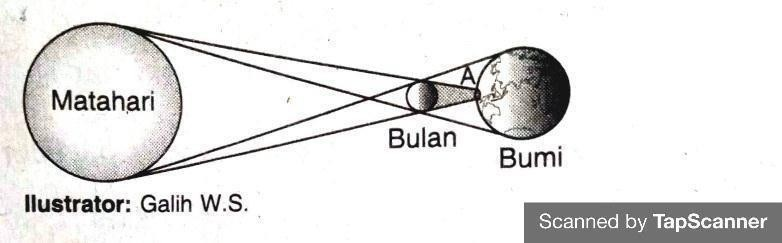 Matahari
A
Bulan
Bumi
Ilustrator: Galih W.S.
Scanned by TapScanner